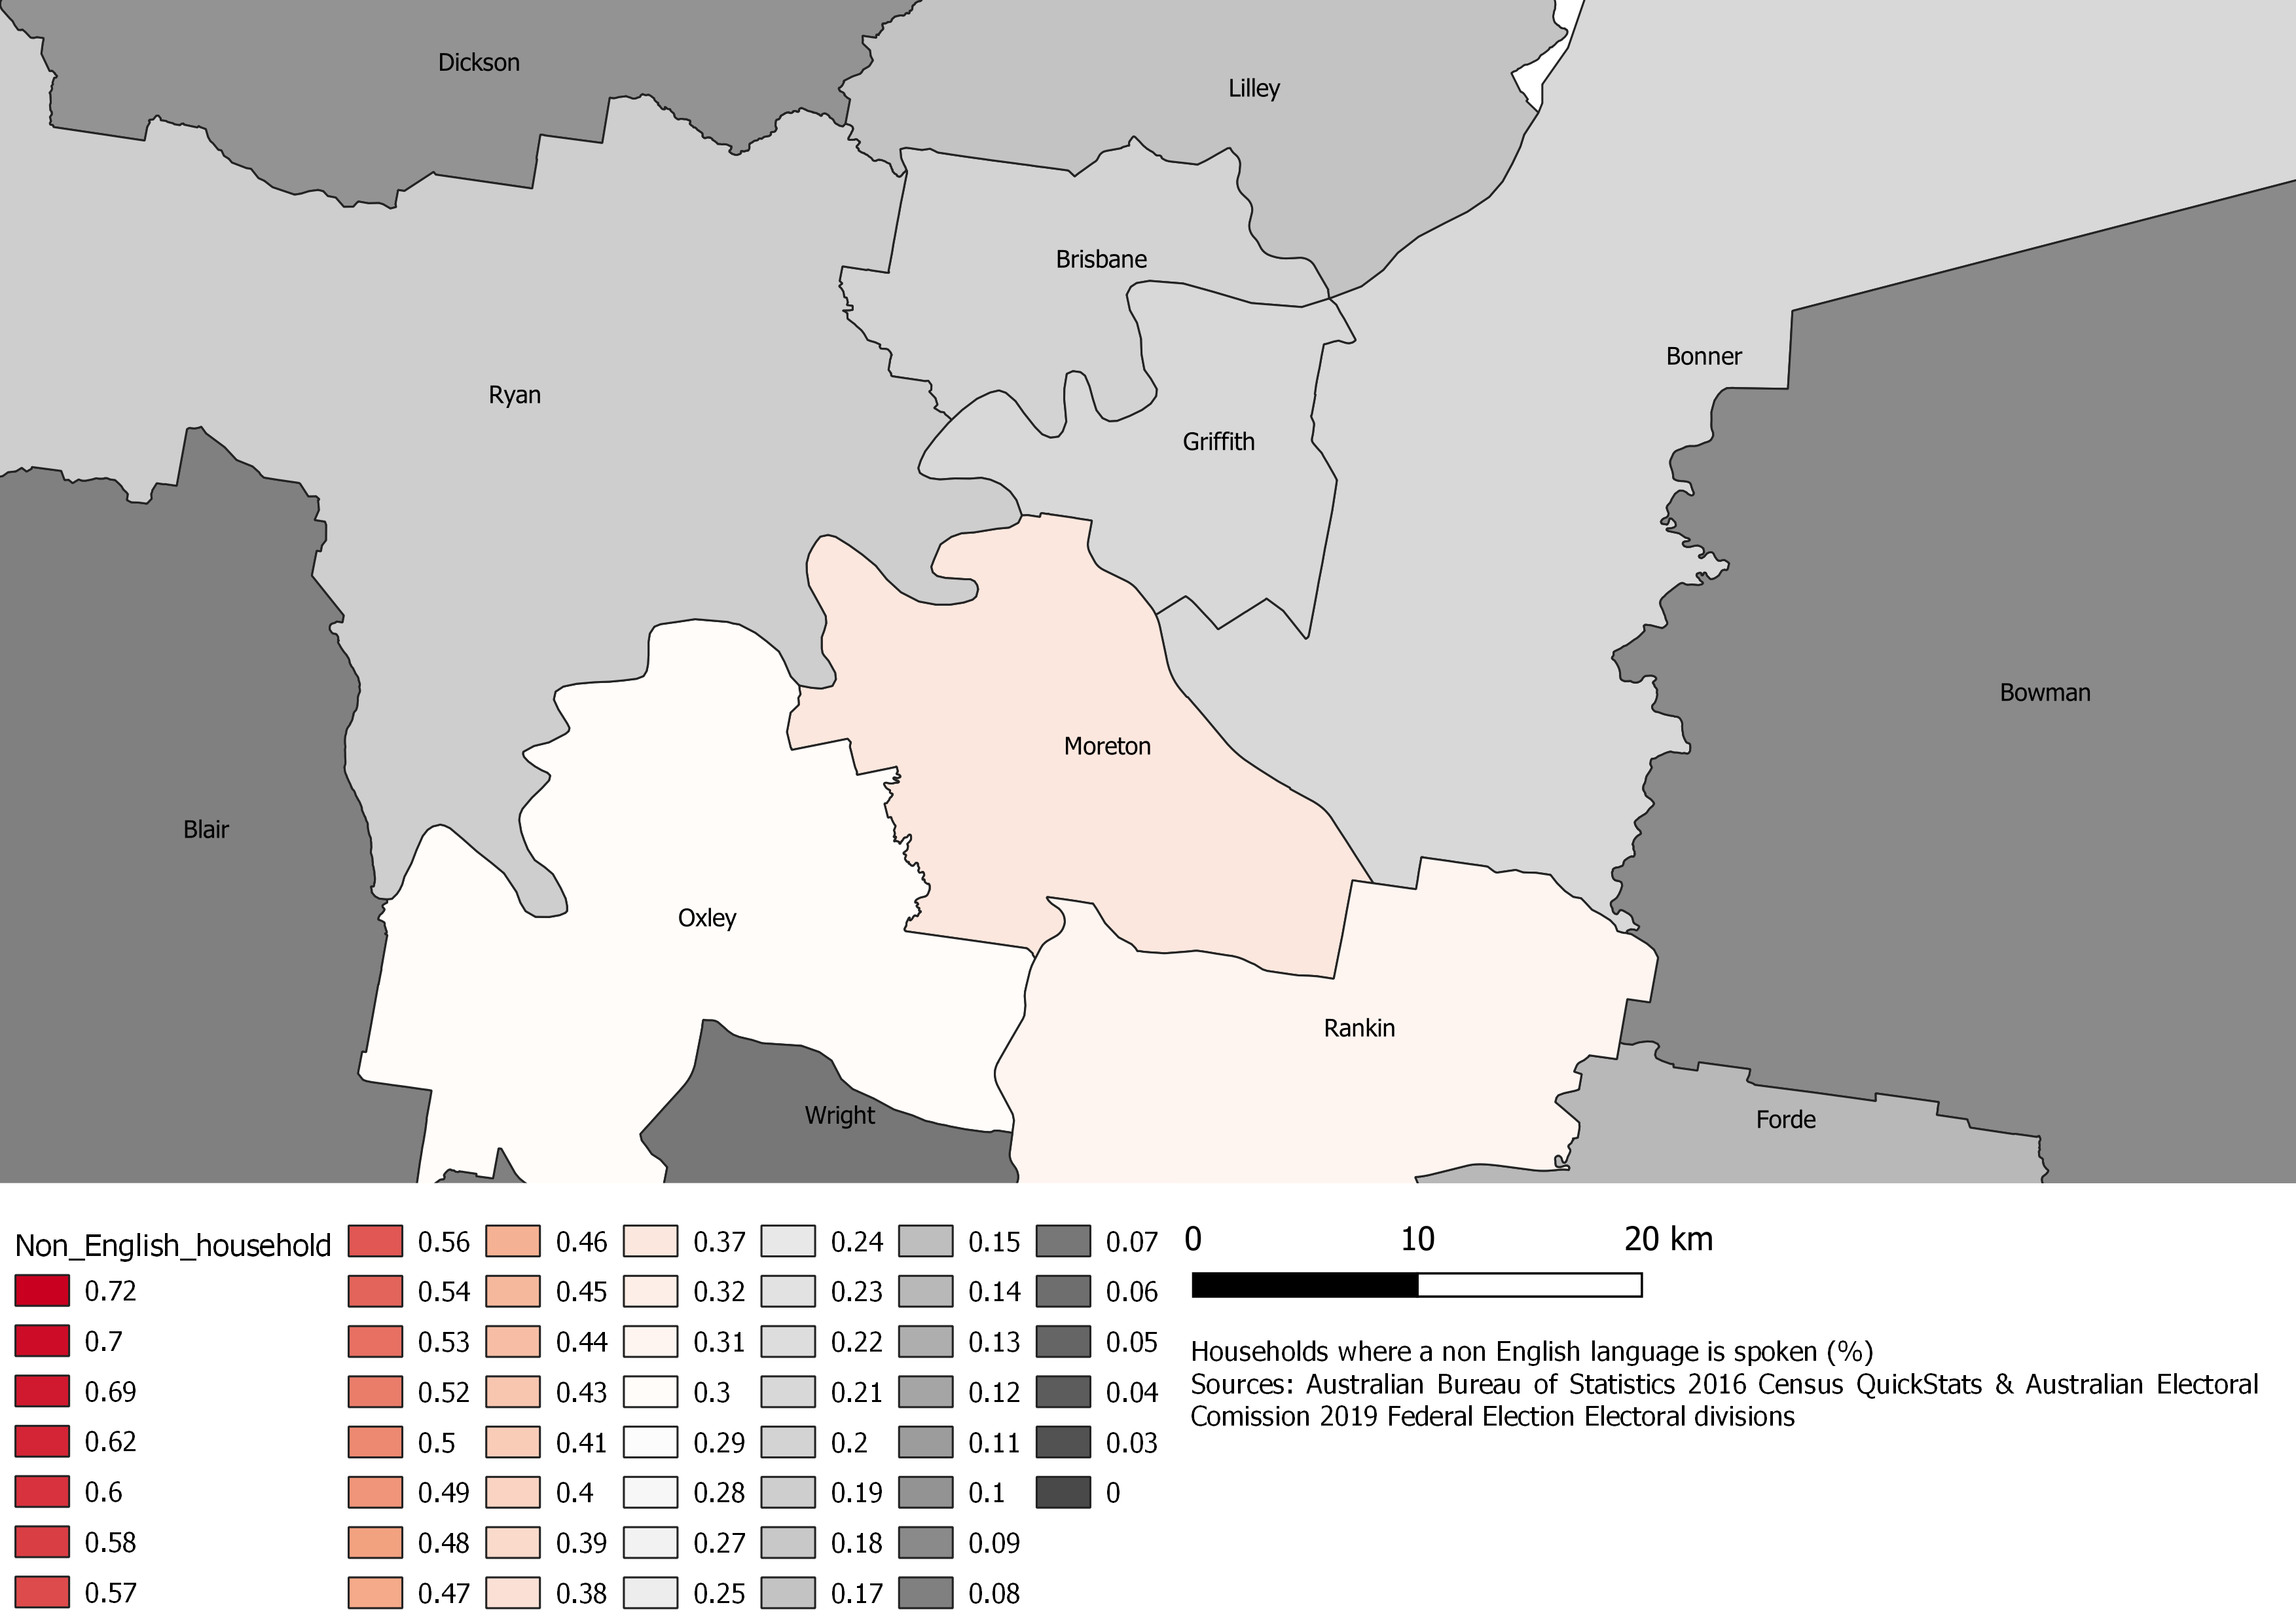 Dickson
Lilley
Brisbane
Bonner
Ryan
Griffith
Bowman
Moreton
Blair
Oxley
Rankin
Wright
Forde
Non_English_household
0.72
0.7
0.69
0.62
0.6
0.58
0.57
0.56
0.54
0.53
0.52
0.5
0.49
0.48
0.47
0.46
0.45
0.44
0.43
0.41
0.4
0.39
0.38
0.37
0.32
0.31
0.3
0.29
0.28
0.27
0.25
0.24
0.23
0.22
0.21
0.2
0.19
0.18
0.17
0.15
0.14
0.13
0.12
0.11
0.1
0.09
0.08
0.07
0.06
0.05
0.04
0.03
0
0 10 20 km
Households where a non English language is spoken (%)
Sources: Australian Bureau of Statistics 2016 Census QuickStats & Australian Electoral
Comission 2019 Federal Election Electoral divisions